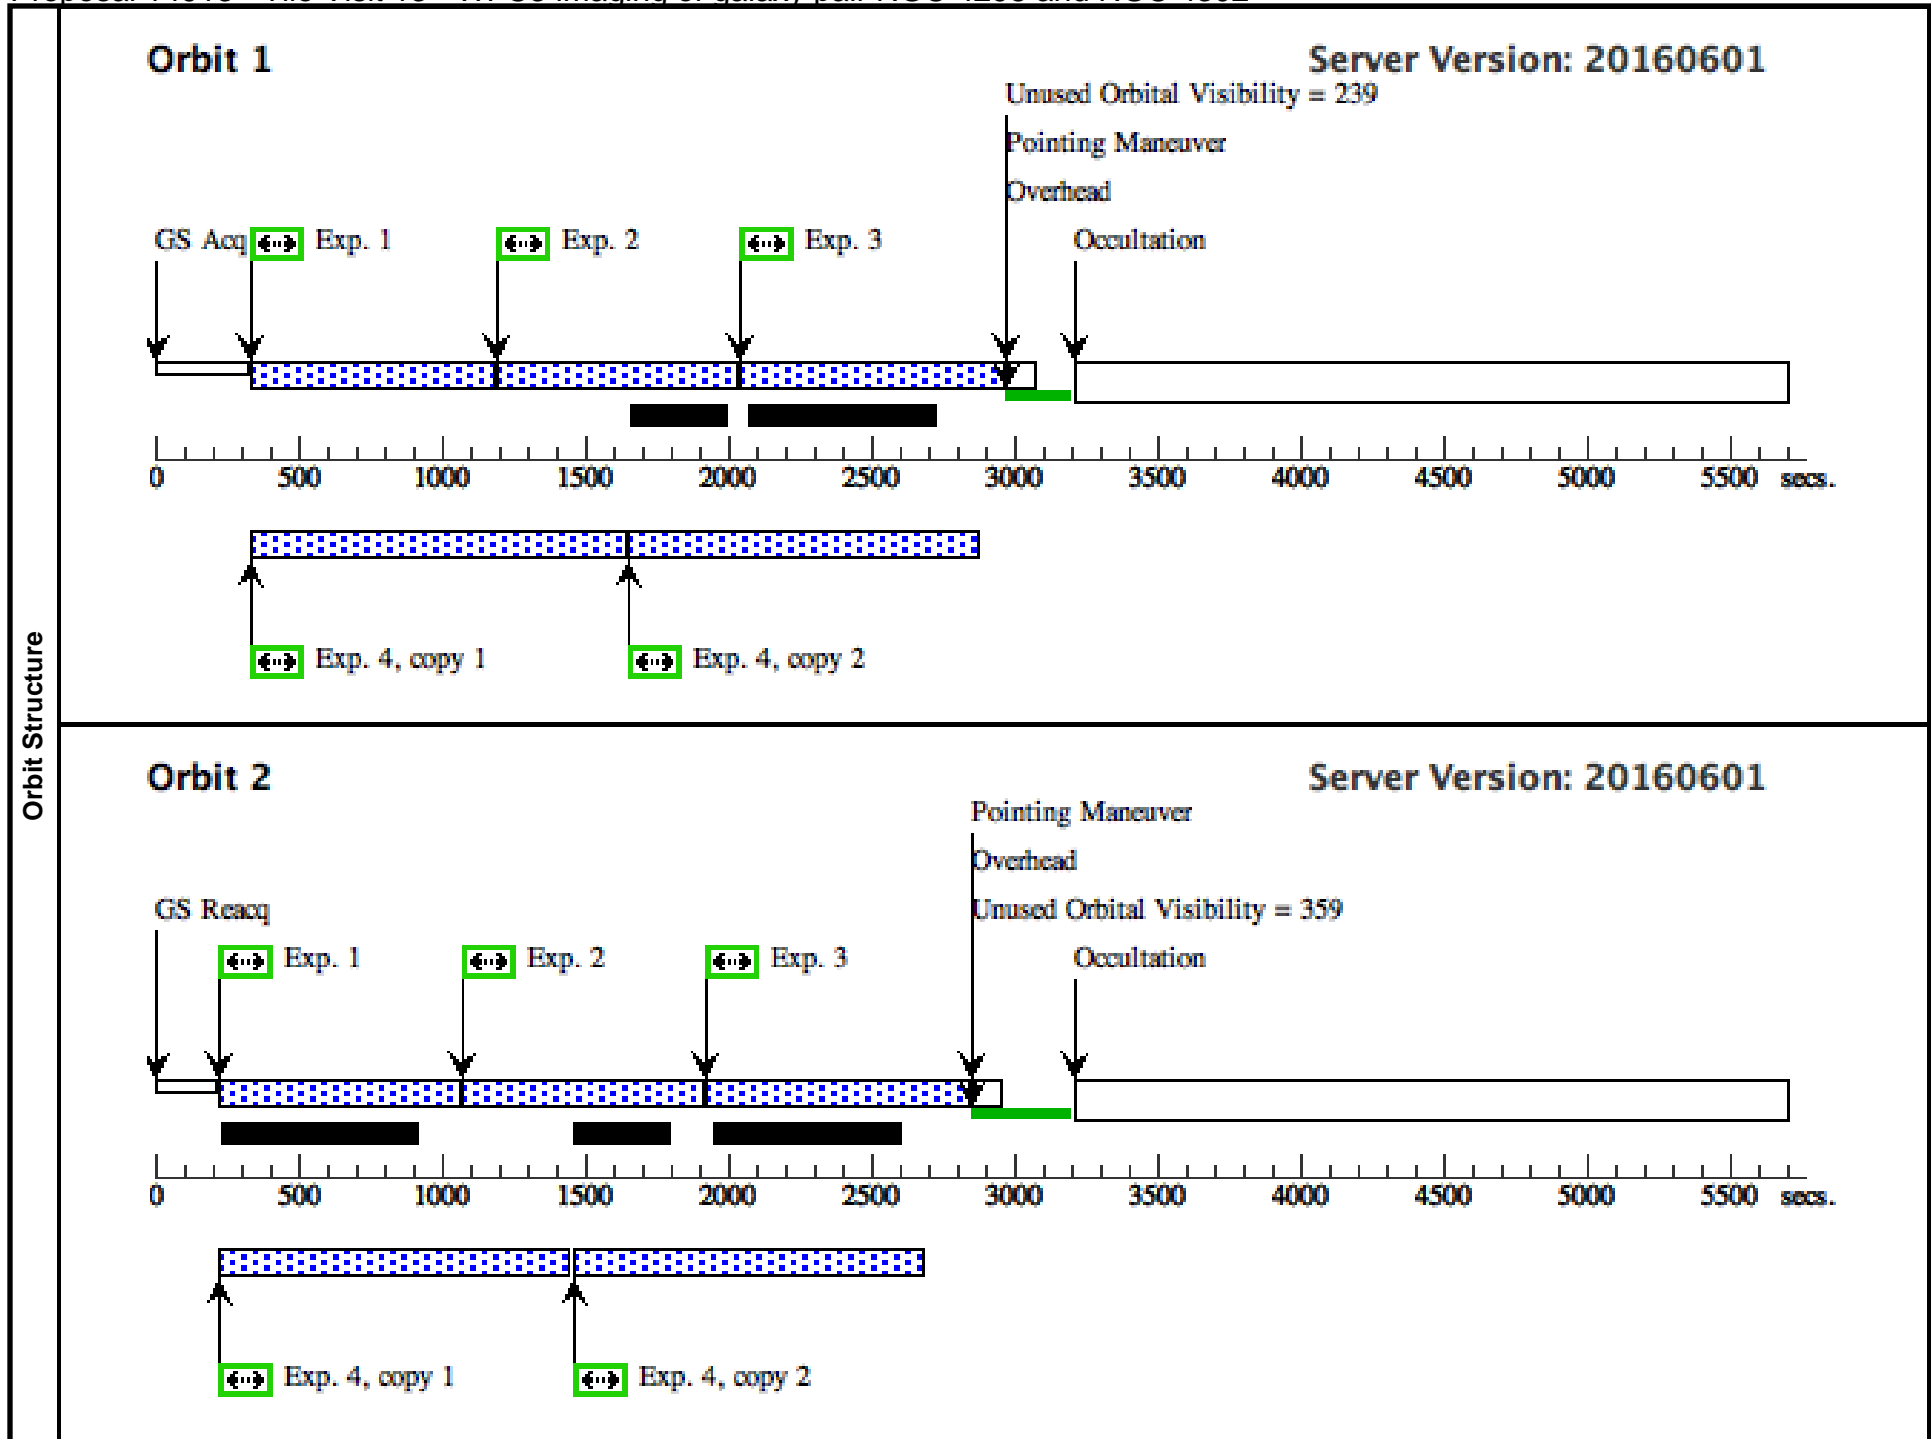 Orbit Structure
Orbit 1
Server Version: 20160601
Unused Orbital Visibility = 239
Pointing Maneuver
Overhead
GS Acq
Exp. 1
Exp. 2
Exp. 3
Occultation
0 500 1000 1500 2000 2500 3000 3500 4000 4500 5000 5500 secs.
Exp. 4, copy 1
Exp. 4, copy 2
Orbit 2
Server Version: 20160601
Pointing Maneuver
Overhead
GS Reacq
Unused Orbital Visibility = 359
Exp. 1
Exp. 2
Exp. 3
Occultation
0 500 1000 1500 2000 2500 3000 3500 4000 4500 5000 5500 secs.
Exp. 4, copy 1
Exp. 4, copy 2